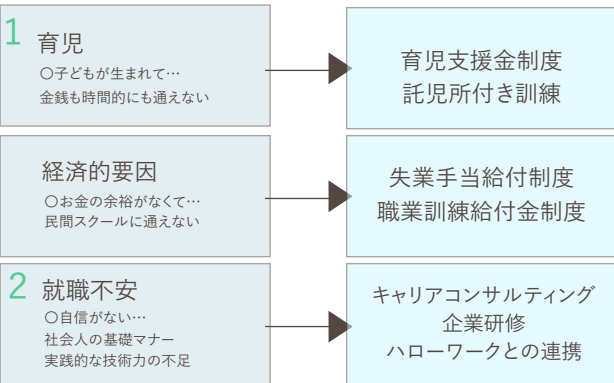 1 育児
〇子どもが生まれて…
金銭も時間的にも通えない
育児支援金制度
託児所付き訓練
経済的要因
〇お金の余裕がなくて…
民間スクールに通えない
失業手当給付制度
職業訓練給付金制度
2 就職不安
〇自信がない…
社会人の基礎マナー
実践的な技術力の不足
キャリアコンサルティング
企業研修
ハローワークとの連携